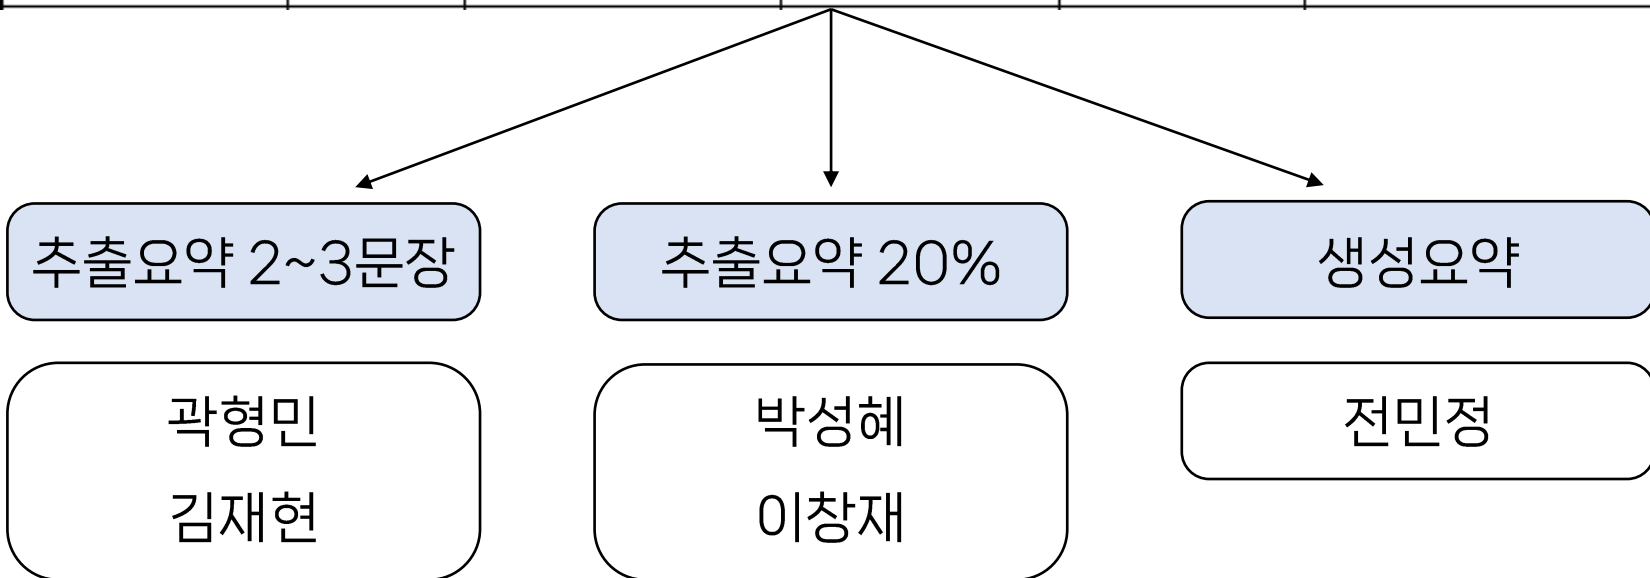 추출요약 2~3문장
추출요약 20%
생성요약
곽형민
김재현
박성혜
이창재
전민정